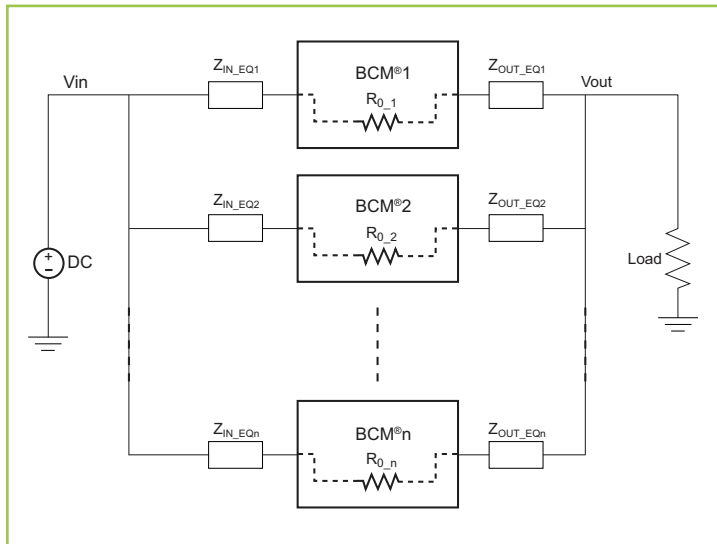 Vin
Z_IN_EQ1
BCM®1
R_0_1
Z_OUT_EQ1
Vout
Z_IN_EQ2
BCM®2
R_0_2
Z_OUT_EQ2
+
–
DC
Load
Z_IN_EQn
BCM®n
R_0_n
Z_OUT_EQn